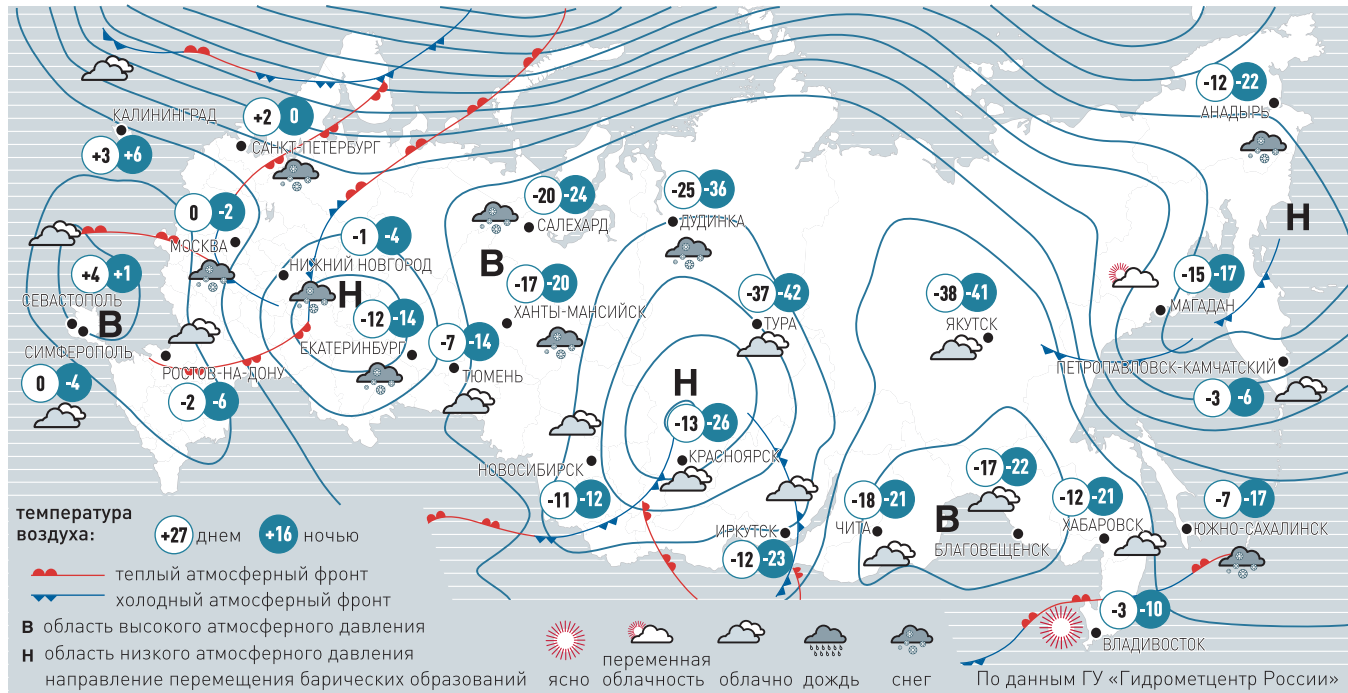 КАЛИНИНГРАД
+3 +6
+2 0
САНКТ-ПЕТЕРБУРГ
-12 -22
АНАДЫРЬ
Н
0 -2
МОСКВА
-1 -4
НИЖНИЙ НОВГОРОД
Н
-20 -24
САЛЕХАРД
В
-25 -36
ДУДИНКА
+4 +1
СЕВАСТОПОЛЬ
В
СИМФЕРОПОЛЬ
0 -4
РОСТОВ-НА-ДОНУ
-2 -6
-12 -14
ЕКАТЕРИНБУРГ
-7 -14
ТЮМЕНЬ
-17 -20
ХАНТЫ-МАНСИЙСК
-37 -42
ТУРА
-38 -41
ЯКУТСК
-15 -17
МАГАДАН
ПЕТРОПАВЛОВСК-КАМЧАТСКИЙ
-3 -6
Н
-13 -26
КРАСНОЯРСК
НОВОСИБИРСК
-11 -12
ИРКУТСК
-12 -23
-18 -21
ЧИТА
В
-17 -22
БЛАГОВЕЩЕНСК
-12 -21
ХАБАРОВСК
-7 -17
ЮЖНО-САХАЛИНСК
-3 -10
ВЛАДИВОСТОК
температура
воздуха:
+27 днем +16 ночью
теплый атмосферный фронт
холодный атмосферный фронт
В область высокого атмосферного давления
Н область низкого атмосферного давления
направление перемещения барических образований
ясно
переменная
облачность
облачно
дождь
снег
По данным ГУ «Гидрометцентр России»